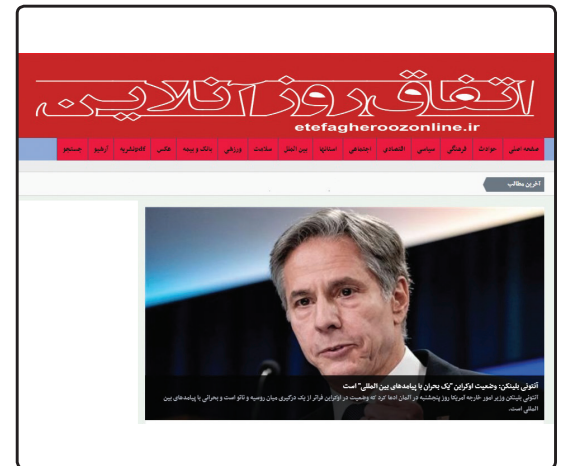 اتفاق روز آنلاین
etefagheroozonline.ir
صفحه اصلی حوادث فرهنگی سیاسی اقتصادی اجتماعی استانها بین الملل سلامت ورزشی بانک و بیمه عکس کادونشریه آرشیو جستجو
آخرین مطالب
آنتونی بلینکن: وضعیت اوکراین "یک بحران با پیامدهای بین المللی" است
آنتونی بلینکن وزیر امور خارجه امریکا روز پنجشنبه در آلمان ادعا کرد که وضعیت در اوکراین فراتر از یک درگیری میان روسیه و ناتو است و بحرانی با پیامدهای بین
المللی است.